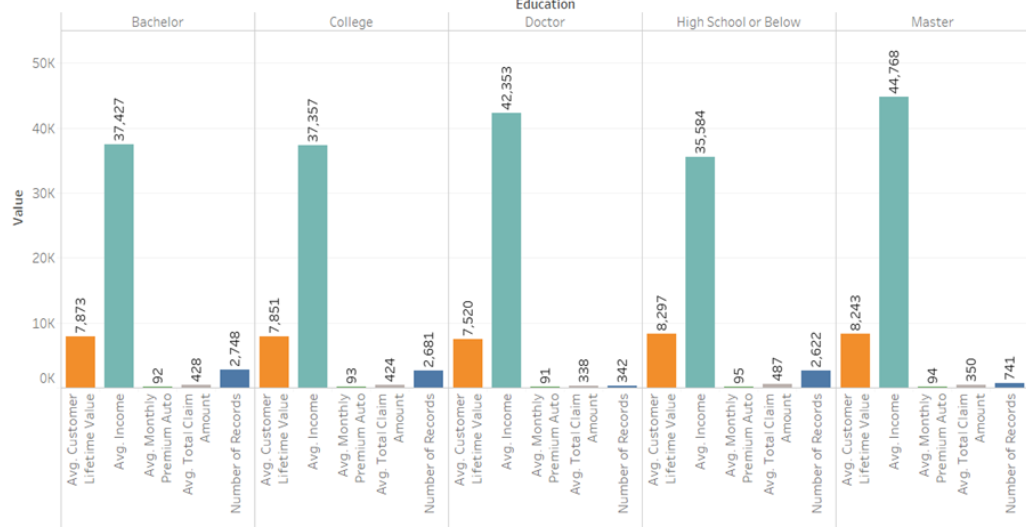 Education
Bachelor
College
Doctor
High School or Below
Master
Value
50K
40K
30K
20K
10K
0K
7,873
37,427
92
428
2,748
7,851
37,357
93
424
2,681
7,520
42,353
91
338
342
8,297
35,584
95
487
2,622
8,243
44,768
94
350
741
Avg. Customer
Lifetime Value
Avg. Income
Avg. Monthly
Premium Auto
Avg. Total Claim
Amount
Number of Records
Avg. Customer
Lifetime Value
Avg. Income
Avg. Monthly
Premium Auto
Avg. Total Claim
Amount
Number of Records
Avg. Customer
Lifetime Value
Avg. Income
Avg. Monthly
Premium Auto
Avg. Total Claim
Amount
Number of Records
Avg. Customer
Lifetime Value
Avg. Income
Avg. Monthly
Premium Auto
Avg. Total Claim
Amount
Number of Records
Avg. Customer
Lifetime Value
Avg. Income
Avg. Monthly
Premium Auto
Avg. Total Claim
Amount
Number of Records